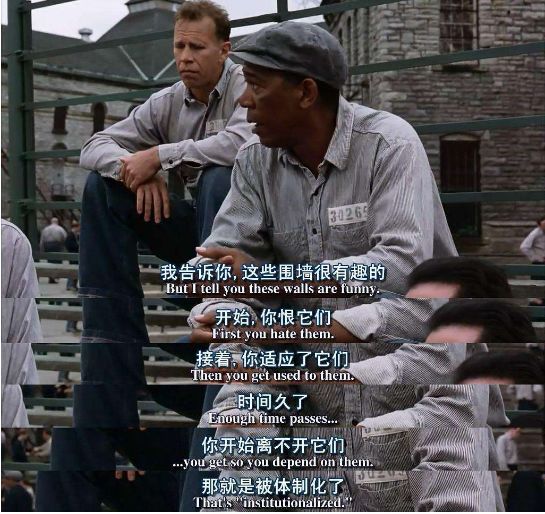 30265
我告诉你，这些围墙很有趣的
But I tell you these walls are funny.
开始，你恨它们
First you hate them.
接着，你适应了它们
Then you get used to them.
时间久了
Enough time passes...
你开始离不开它们
...you get so you depend on them.
那就是被体制化了
That's "institutionalized."